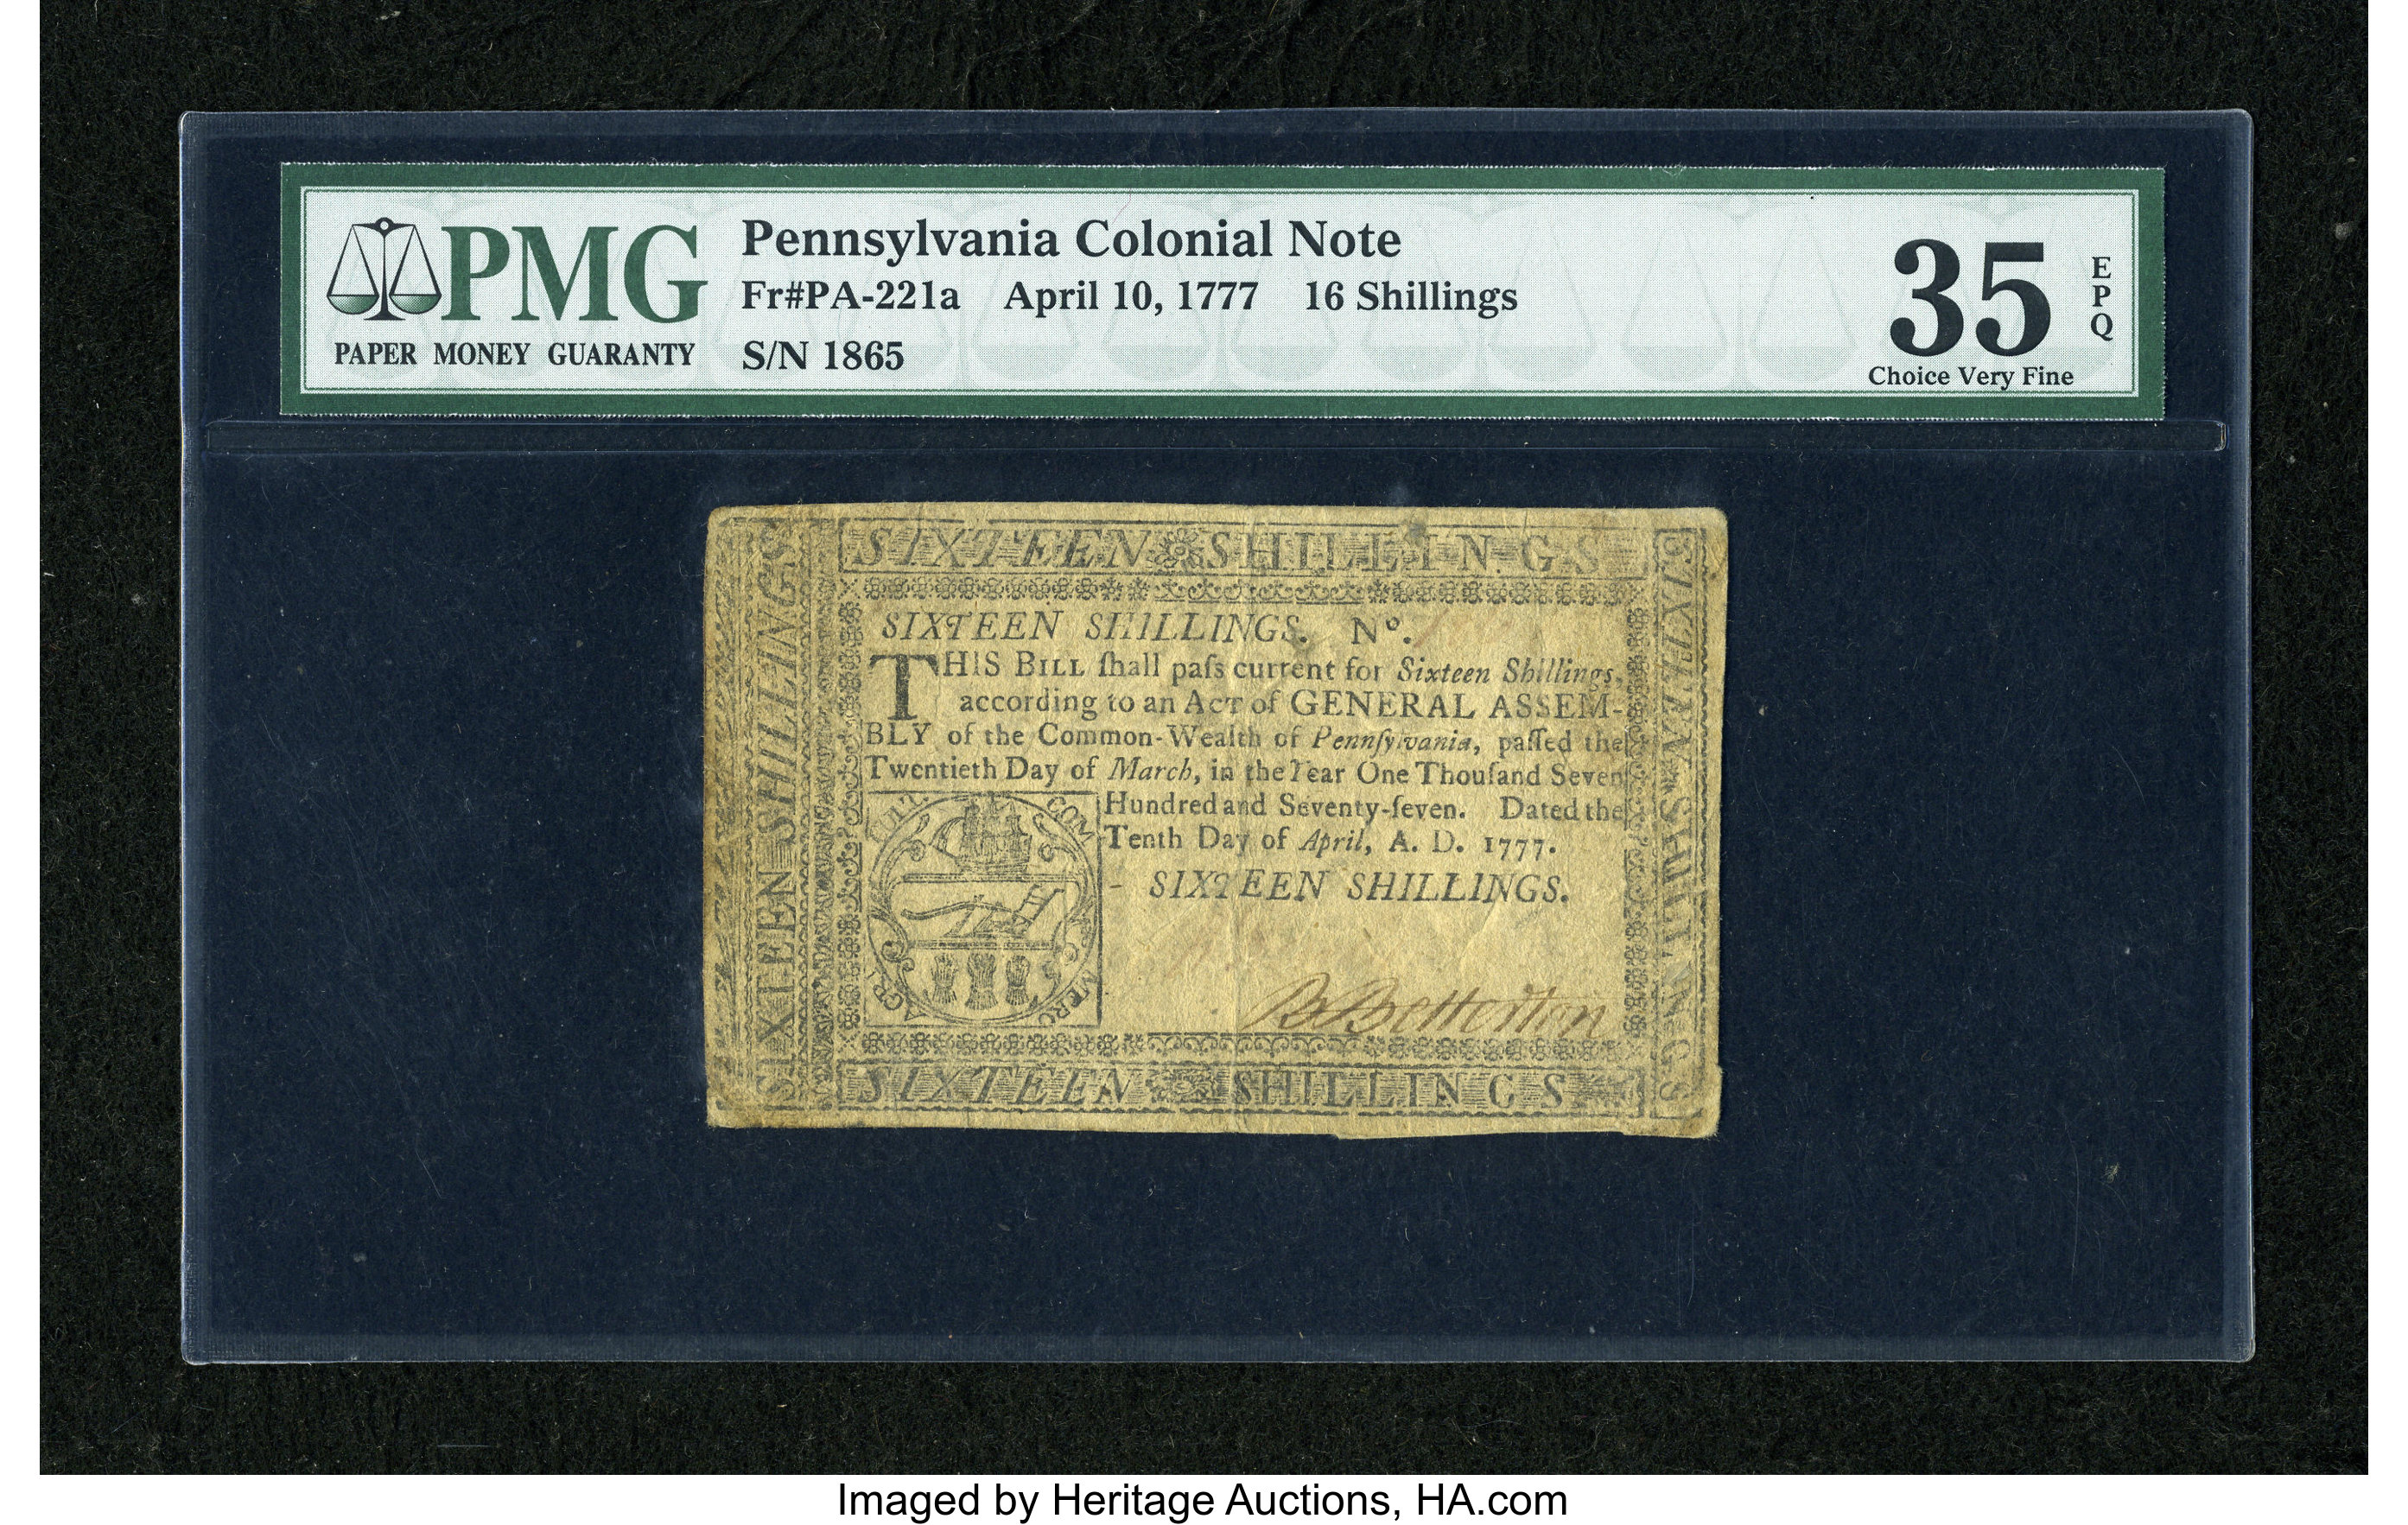 PMG
PAPER MONEY GUARANTY
Pennsylvania Colonial Note
Fr#PA-221a April 10, 1777 16 Shillings
S/N 1865
35
EPQ
Choice Very Fine
SIXTEEN SHILLINGS
SIXTEEN SHILLINGS
SIXTEEN SHILLINGS
SIXTEEN SHILLINGS. Nº.
THIS BILL ſhall paſs current for Sixteen Shillings,
according to an ACT of GENERAL ASSEM-
BLY of the Common-Wealth of Pennſylvania, paſſed the
Twentieth Day of March, in the Year One Thouſand Seven
Hundred and Seventy-ſeven. Dated the
Tenth Day of April, A. D. 1777.
- SIXTEEN SHILLINGS.
B Betterton
SIXTEEN SHILLINGS
Imaged by Heritage Auctions, HA.com